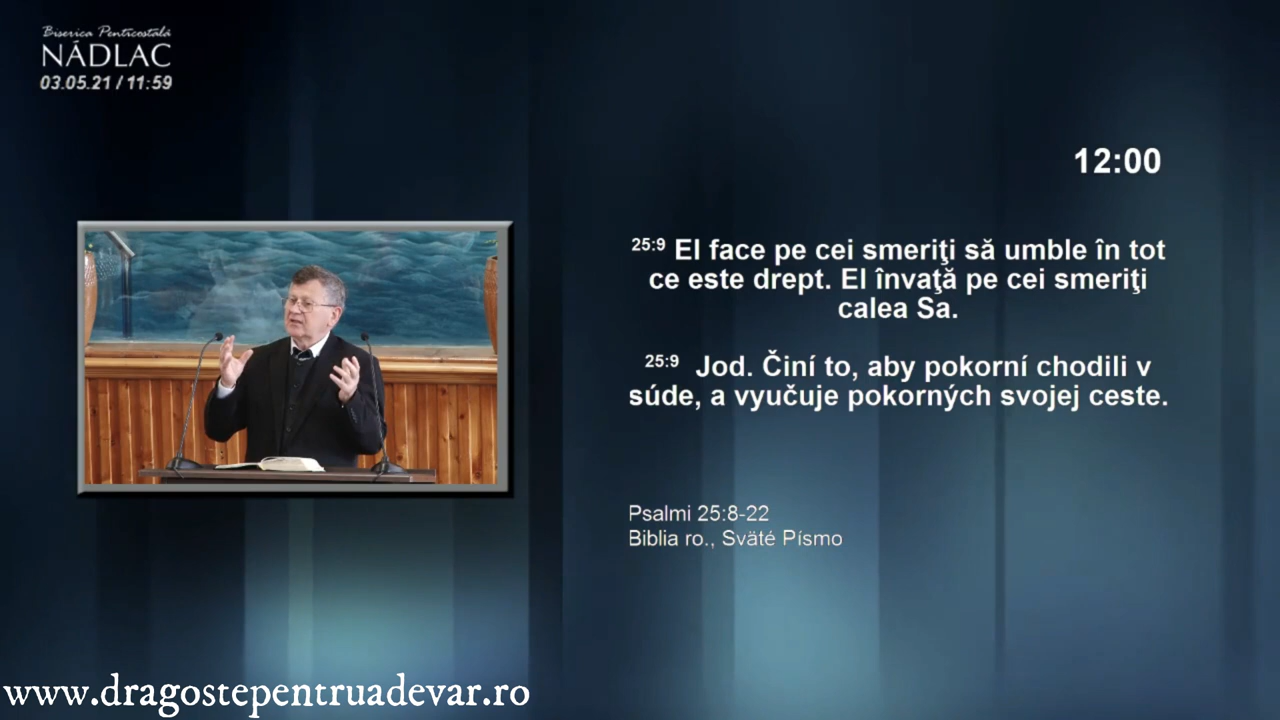 Biserica Penticostală
NĂDLAC
03.05.21 / 11:59
12:00
25:9 El face pe cei smeriţi să umble în tot
ce este drept. El învaţă pe cei smeriţi
calea Sa.
25:9 Jod. Činí to, aby pokorní chodili v
súde, a vyučuje pokorných svojej ceste.
Psalmi 25:8-22
Biblia ro., Sväté Písmo
www.dragostepentruadevar.ro